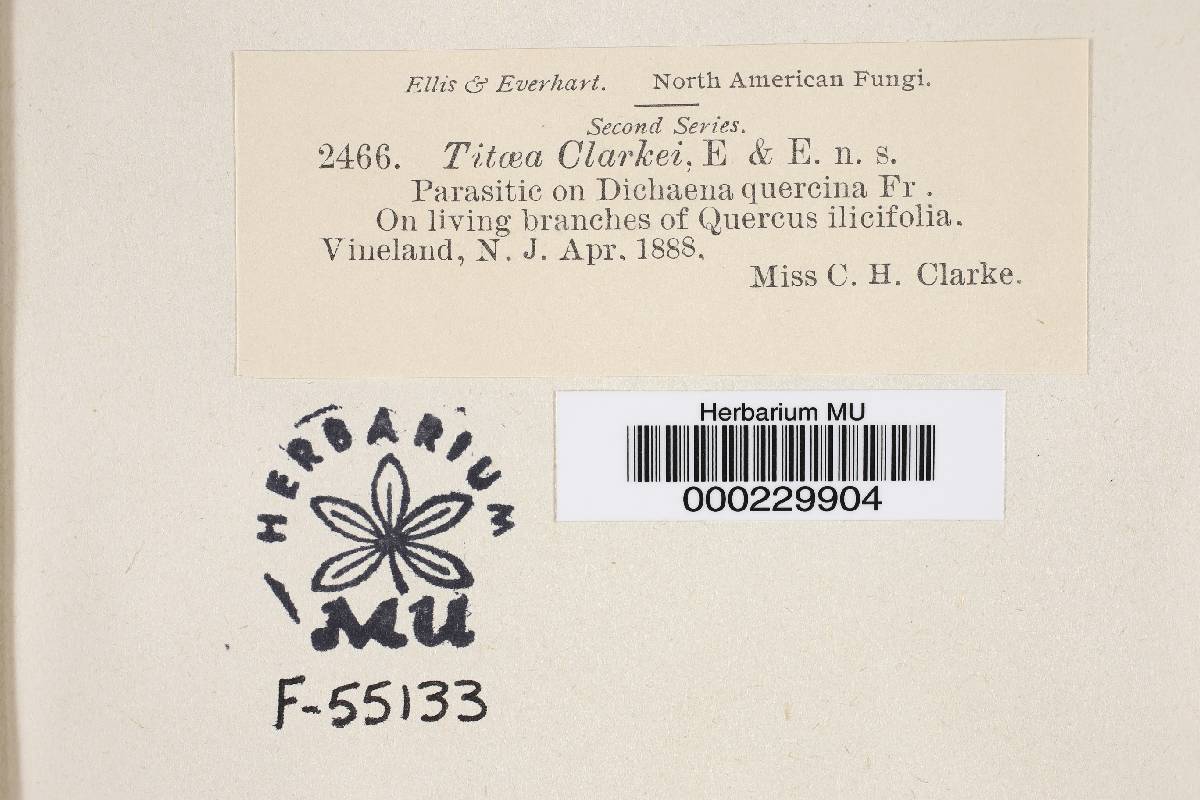 Ellis & Everhart. North American Fungi.
Second Series.
2466. Titæa Clarkei, E & E. n. s.
Parasitic on Dichaena quercina Fr.
On living branches of Quercus ilicifolia.
Vineland, N. J. Apr. 1888.
Miss C. H. Clarke.
HERBARIUM
MU
Herbarium MU
000229904
F-55133